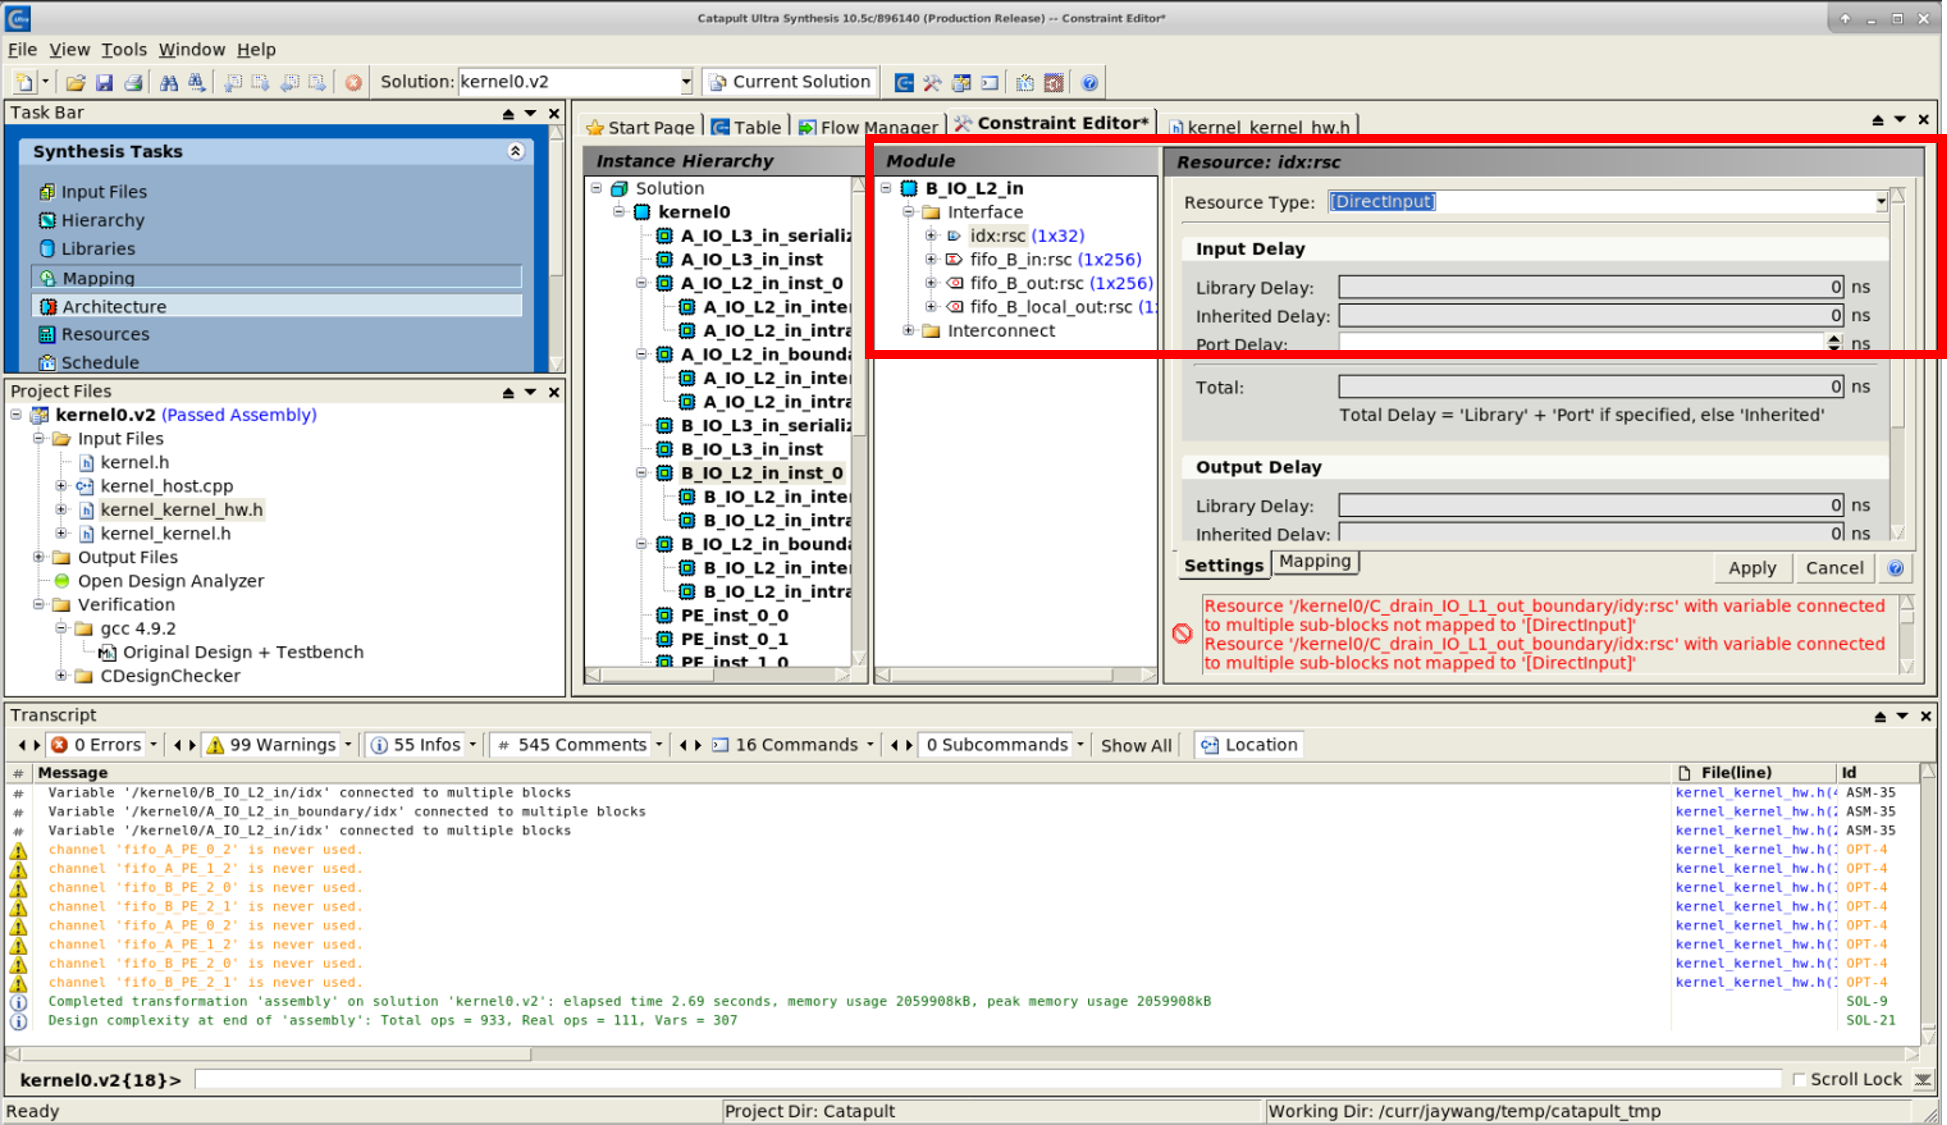 Catapult Ultra Synthesis 10.5c/896140 (Production Release) -- Constraint Editor*
File View Tools Window Help
Solution: kernel0.v2 Current Solution
Task Bar
Synthesis Tasks
Input Files
Hierarchy
Libraries
Mapping
Architecture
Resources
Schedule
Project Files
kernel0.v2 (Passed Assembly)
Input Files
kernel.h
kernel_host.cpp
kernel_kernel_hw.h
kernel_kernel.h
Output Files
Open Design Analyzer
Verification
gcc 4.9.2
Original Design + Testbench
CDesignChecker
Start Page Table Flow Manager Constraint Editor* kernel_kernel_hw.h
Instance Hierarchy
Solution
kernel0
A_IO_L3_in_serializ
A_IO_L3_in_inst
A_IO_L2_in_inst_0
A_IO_L2_in_inte
A_IO_L2_in_intra
A_IO_L2_in_bounda
A_IO_L2_in_inte
A_IO_L2_in_intra
B_IO_L3_in_serializ
B_IO_L3_in_inst
B_IO_L2_in_inst_0
B_IO_L2_in_inte
B_IO_L2_in_intra
B_IO_L2_in_bounda
B_IO_L2_in_inte
B_IO_L2_in_intra
PE_inst_0_0
PE_inst_0_1
PE_inst_1_0
Module
B_IO_L2_in
Interface
idx:rsc (1x32)
fifo_B_in:rsc (1x256)
fifo_B_out:rsc (1x256)
fifo_B_local_out:rsc (1
Interconnect
Resource: idx:rsc
Resource Type: [DirectInput]
Input Delay
Library Delay: 0 ns
Inherited Delay: 0 ns
Port Delay: ns
Total: 0 ns
Total Delay = 'Library' + 'Port' if specified, else 'Inherited'
Output Delay
Library Delay: 0 ns
Inherited Delay: 0 ns
Settings Mapping Apply Cancel
Resource '/kernel0/C_drain_IO_L1_out_boundary/idy:rsc' with variable connected
to multiple sub-blocks not mapped to '[DirectInput]'
Resource '/kernel0/C_drain_IO_L1_out_boundary/idx:rsc' with variable connected
to multiple sub-blocks not mapped to '[DirectInput]'
Transcript
0 Errors 99 Warnings 55 Infos # 545 Comments 16 Commands 0 Subcommands Show All Location
# Message File(line) Id
# Variable '/kernel0/B_IO_L2_in/idx' connected to multiple blocks kernel_kernel_hw.h(4 ASM-35
# Variable '/kernel0/A_IO_L2_in_boundary/idx' connected to multiple blocks kernel_kernel_hw.h(2 ASM-35
# Variable '/kernel0/A_IO_L2_in/idx' connected to multiple blocks kernel_kernel_hw.h(2 ASM-35
channel 'fifo_A_PE_0_2' is never used. kernel_kernel_hw.h(1 OPT-4
channel 'fifo_A_PE_1_2' is never used. kernel_kernel_hw.h(1 OPT-4
channel 'fifo_B_PE_2_0' is never used. kernel_kernel_hw.h(1 OPT-4
channel 'fifo_B_PE_2_1' is never used. kernel_kernel_hw.h(1 OPT-4
channel 'fifo_A_PE_0_2' is never used. kernel_kernel_hw.h(1 OPT-4
channel 'fifo_A_PE_1_2' is never used. kernel_kernel_hw.h(1 OPT-4
channel 'fifo_B_PE_2_0' is never used. kernel_kernel_hw.h(1 OPT-4
channel 'fifo_B_PE_2_1' is never used. kernel_kernel_hw.h(1 OPT-4
Completed transformation 'assembly' on solution 'kernel0.v2': elapsed time 2.69 seconds, memory usage 2059908kB, peak memory usage 2059908kB SOL-9
Design complexity at end of 'assembly': Total ops = 933, Real ops = 111, Vars = 307 SOL-21
kernel0.v2{18}> Scroll Lock
Ready Project Dir: Catapult Working Dir: /curr/jaywang/temp/catapult_tmp